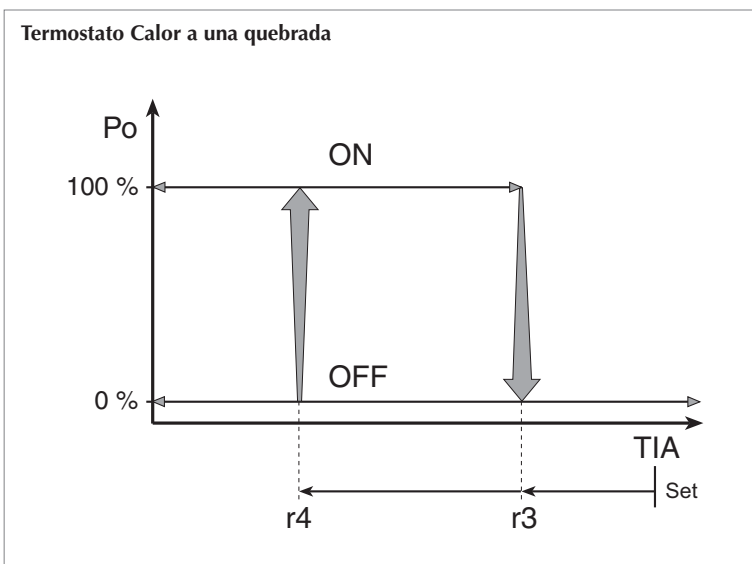 Termostato Calor a una quebrada
Po
ON
100 %
OFF
0 %
TIA
Set
r4
r3